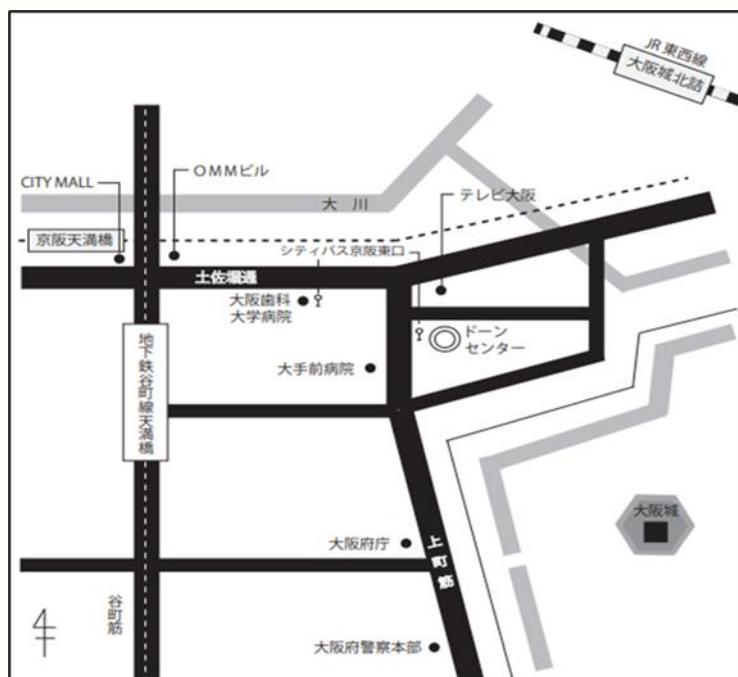 JR東西線
大阪城北詰
CITY MALL
OMMビル
大 川
テレビ大阪
京阪天満橋
シティバス京阪東口
土佐堀通
大阪歯科
大学病院
ドーン
センター
地下鉄谷町線天満橋
大手前病院
大阪城
大阪府庁
上町筋
谷町筋
大阪府警察本部